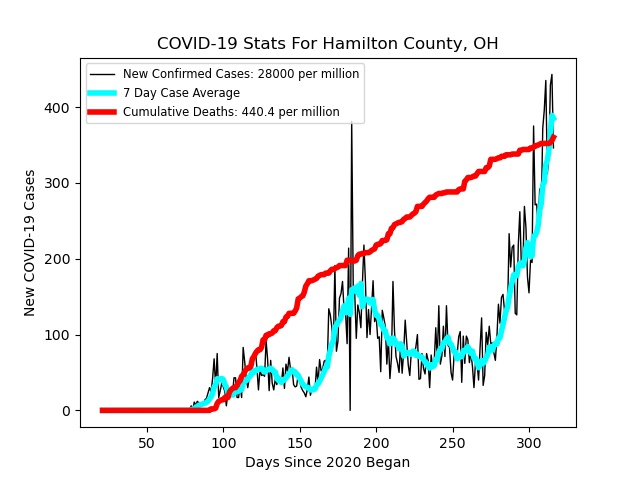 COVID-19 Stats For Hamilton County, OH
New Confirmed Cases: 28000 per million
7 Day Case Average
Cumulative Deaths: 440.4 per million
New COVID-19 Cases
400
300
200
100
0
50 100 150 200 250 300
Days Since 2020 Began